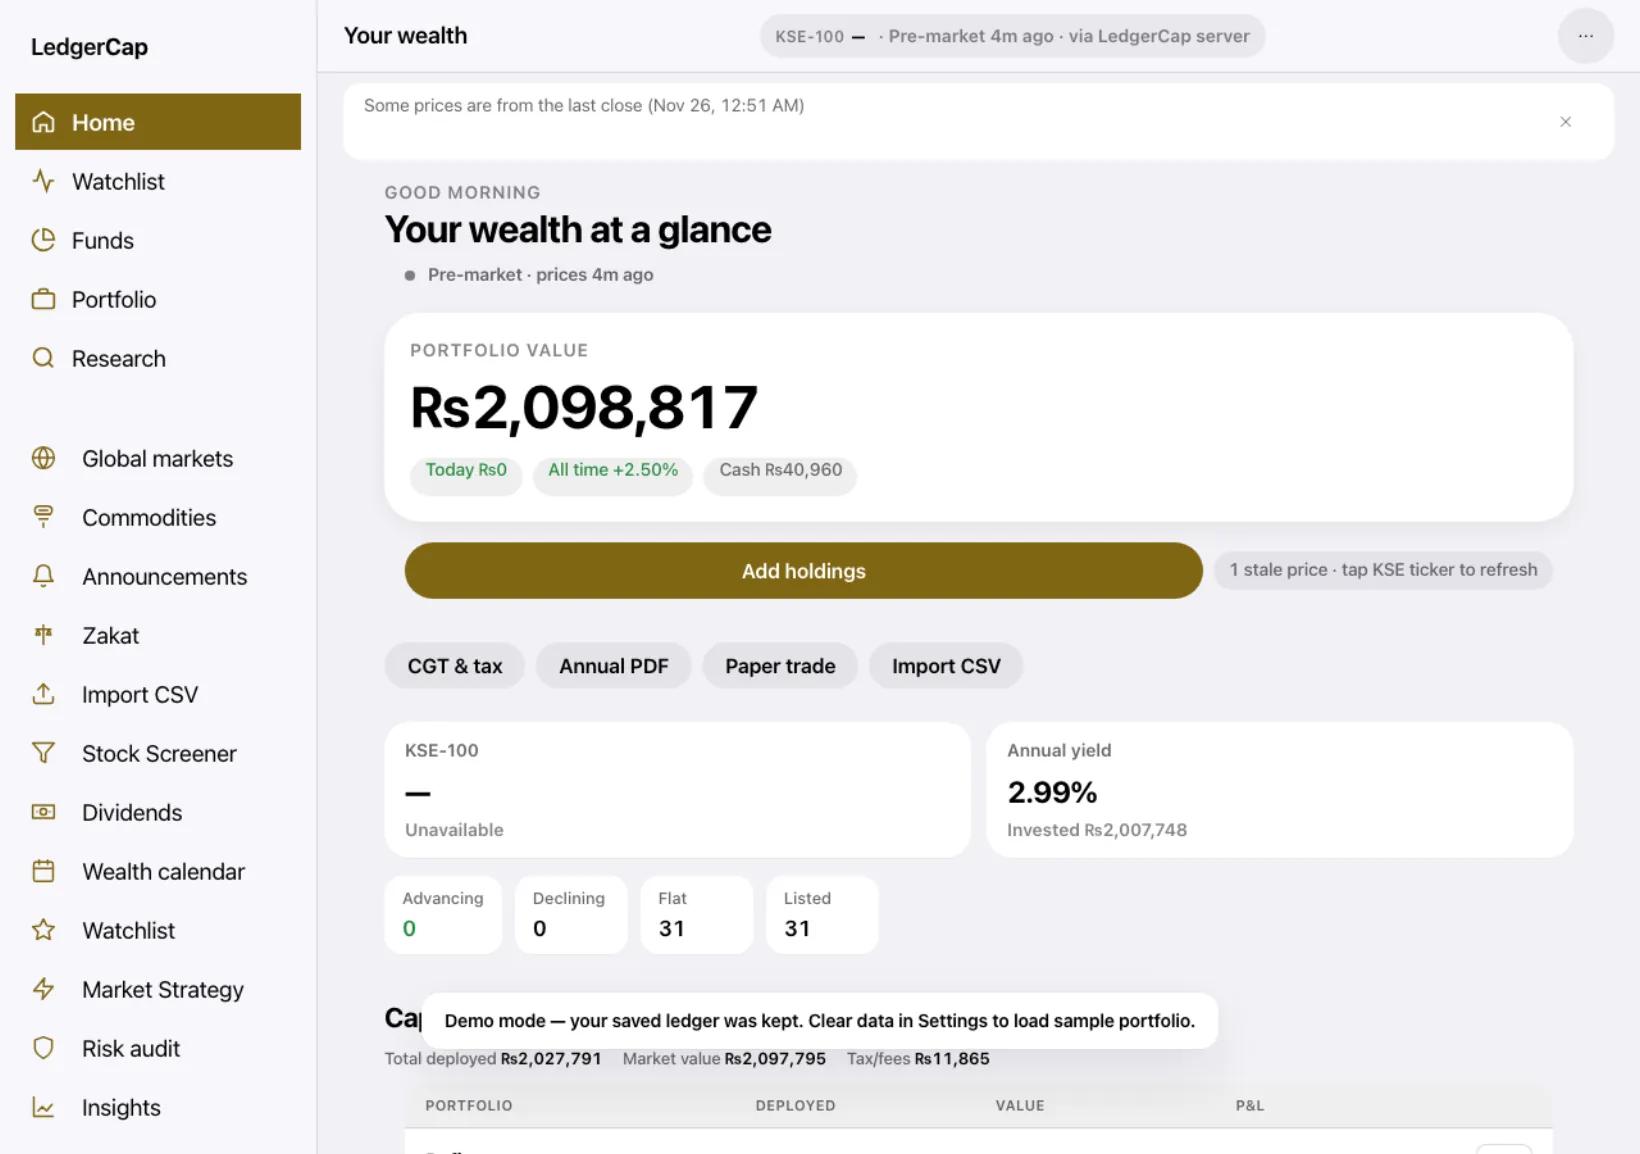 LedgerCap
Home
Watchlist
Funds
Portfolio
Research
Global markets
Commodities
Announcements
Zakat
Import CSV
Stock Screener
Dividends
Wealth calendar
Watchlist
Market Strategy
Risk audit
Insights
Your wealth
KSE-100 — · Pre-market 4m ago · via LedgerCap server
...
Some prices are from the last close (Nov 26, 12:51 AM)
×
GOOD MORNING
Your wealth at a glance
Pre-market · prices 4m ago
PORTFOLIO VALUE
Rs2,098,817
Today Rs0 All time +2.50% Cash Rs40,960
Add holdings
1 stale price · tap KSE ticker to refresh
CGT & tax Annual PDF Paper trade Import CSV
KSE-100
—
Unavailable
Annual yield
2.99%
Invested Rs2,007,748
Advancing
0
Declining
0
Flat
31
Listed
31
Demo mode — your saved ledger was kept. Clear data in Settings to load sample portfolio.
Total deployed Rs2,027,791 Market value Rs2,097,795 Tax/fees Rs11,865
PORTFOLIO DEPLOYED VALUE P&L